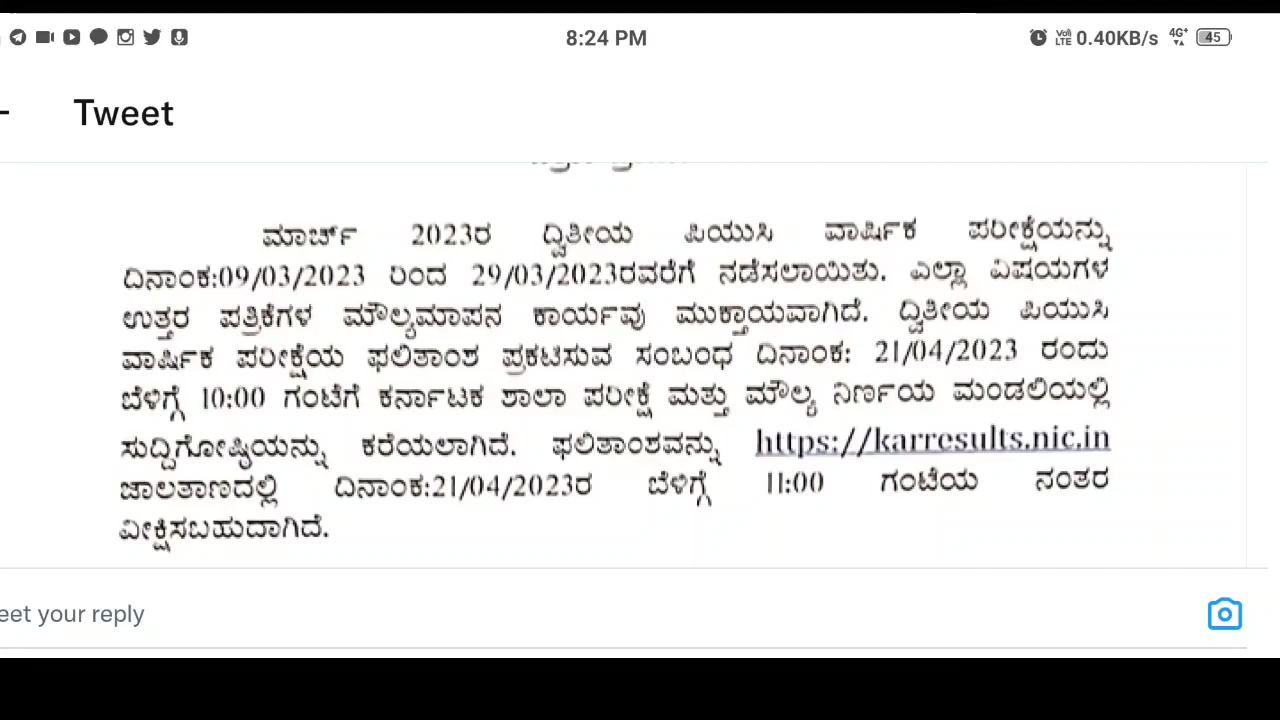 8:24 PM
Vol LTE 0.40KB/s 4G+ 45
Tweet
ಮಾರ್ಚ್ 2023ರ ದ್ವಿತೀಯ ಪಿಯುಸಿ ವಾರ್ಷಿಕ ಪರೀಕ್ಷೆಯನ್ನು
ದಿನಾಂಕ:09/03/2023 ರಿಂದ 29/03/2023ರವರೆಗೆ ನಡೆಸಲಾಯಿತು. ಎಲ್ಲಾ ವಿಷಯಗಳ
ಉತ್ತರ ಪತ್ರಿಕೆಗಳ ಮೌಲ್ಯಮಾಪನ ಕಾರ್ಯವು ಮುಕ್ತಾಯವಾಗಿದೆ. ದ್ವಿತೀಯ ಪಿಯುಸಿ
ವಾರ್ಷಿಕ ಪರೀಕ್ಷೆಯ ಫಲಿತಾಂಶ ಪ್ರಕಟಿಸುವ ಸಂಬಂಧ ದಿನಾಂಕ: 21/04/2023 ರಂದು
ಬೆಳಿಗ್ಗೆ 10:00 ಗಂಟೆಗೆ ಕರ್ನಾಟಕ ಶಾಲಾ ಪರೀಕ್ಷೆ ಮತ್ತು ಮೌಲ್ಯ ನಿರ್ಣಯ ಮಂಡಲಿಯಲ್ಲಿ
ಸುದ್ದಿಗೋಷ್ಠಿಯನ್ನು ಕರೆಯಲಾಗಿದೆ. ಫಲಿತಾಂಶವನ್ನು https://karresults.nic.in
ಜಾಲತಾಣದಲ್ಲಿ ದಿನಾಂಕ:21/04/2023ರ ಬೆಳಿಗ್ಗೆ 11:00 ಗಂಟೆಯ ನಂತರ
ವೀಕ್ಷಿಸಬಹುದಾಗಿದೆ.
eet your reply